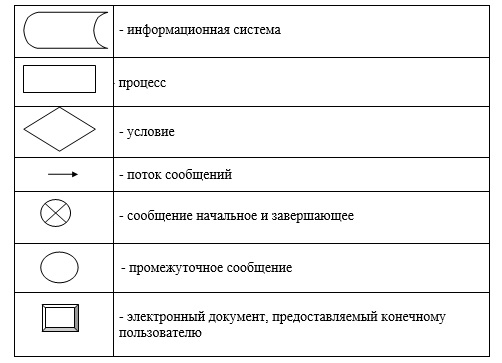 - информационная система
- процесс
- условие
- поток сообщений
- сообщение начальное и завершающее
- промежуточное сообщение
- электронный документ, предоставляемый конечному
пользователю